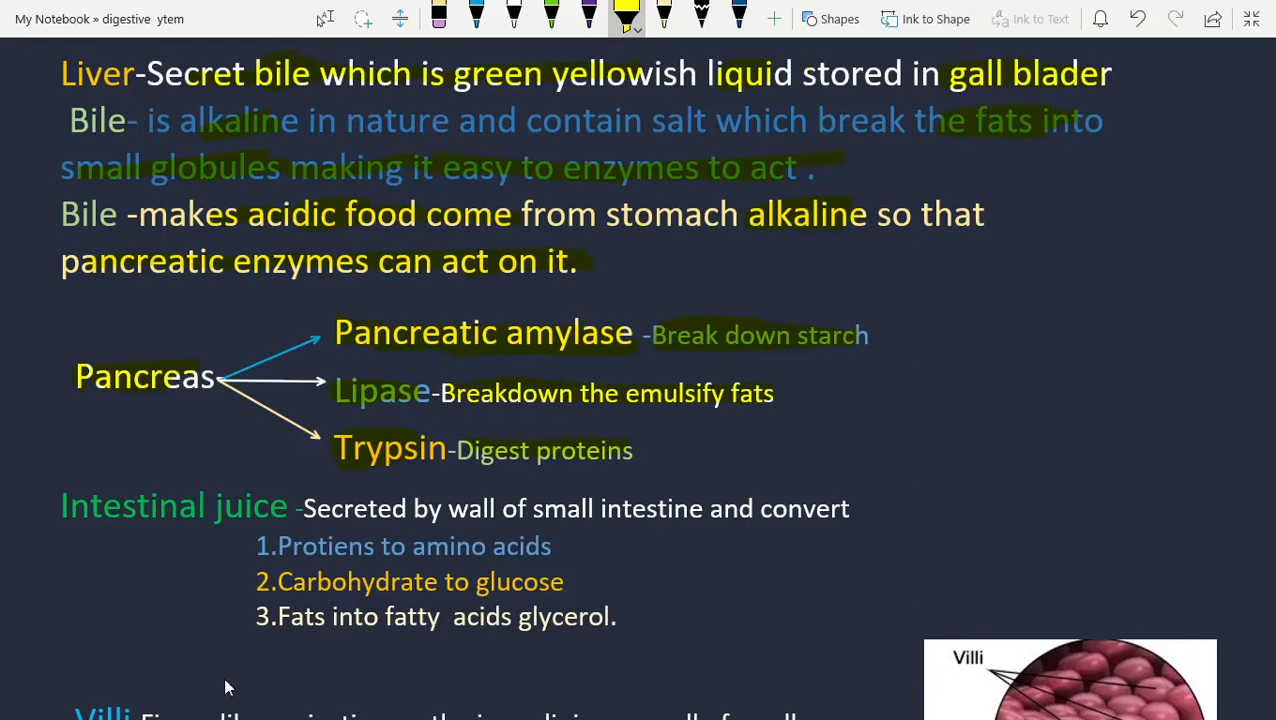 My Notebook » digestive ytem
Shapes
Ink to Shape
Ink to Text
Liver-Secret bile which is green yellowish liquid stored in gall blader
Bile- is alkaline in nature and contain salt which break the fats into
small globules making it easy to enzymes to act .
Bile -makes acidic food come from stomach alkaline so that
pancreatic enzymes can act on it.
Pancreatic amylase -Break down starch
Pancreas
Lipase-Breakdown the emulsify fats
Trypsin-Digest proteins
Intestinal juice -Secreted by wall of small intestine and convert
1.Protiens to amino acids
2.Carbohydrate to glucose
3.Fats into fatty acids glycerol.
Villi
Villi